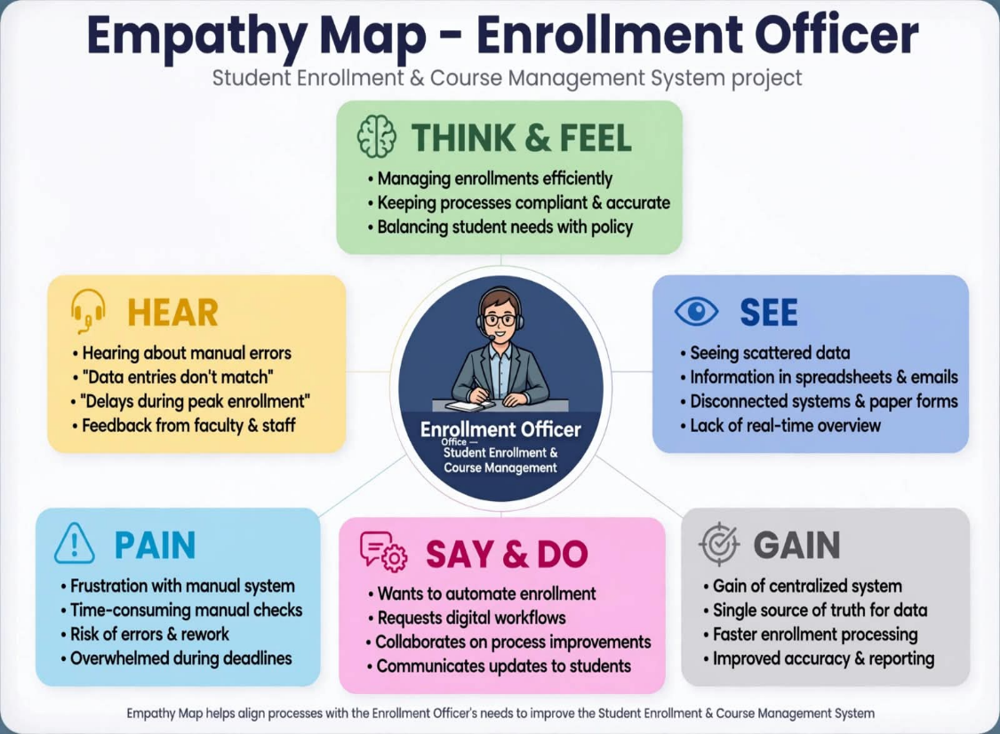 Empathy Map – Enrollment Officer
Student Enrollment & Course Management System project
THINK & FEEL
• Managing enrollments efficiently
• Keeping processes compliant & accurate
• Balancing student needs with policy
HEAR
• Hearing about manual errors
• "Data entries don't match"
• "Delays during peak enrollment"
• Feedback from faculty & staff
Enrollment Officer
Office —
Student Enrollment &
Course Management
SEE
• Seeing scattered data
• Information in spreadsheets & emails
• Disconnected systems & paper forms
• Lack of real-time overview
PAIN
• Frustration with manual system
• Time-consuming manual checks
• Risk of errors & rework
• Overwhelmed during deadlines
SAY & DO
• Wants to automate enrollment
• Requests digital workflows
• Collaborates on process improvements
• Communicates updates to students
GAIN
• Gain of centralized system
• Single source of truth for data
• Faster enrollment processing
• Improved accuracy & reporting
Empathy Map helps align processes with the Enrollment Officer's needs to improve the Student Enrollment & Course Management System